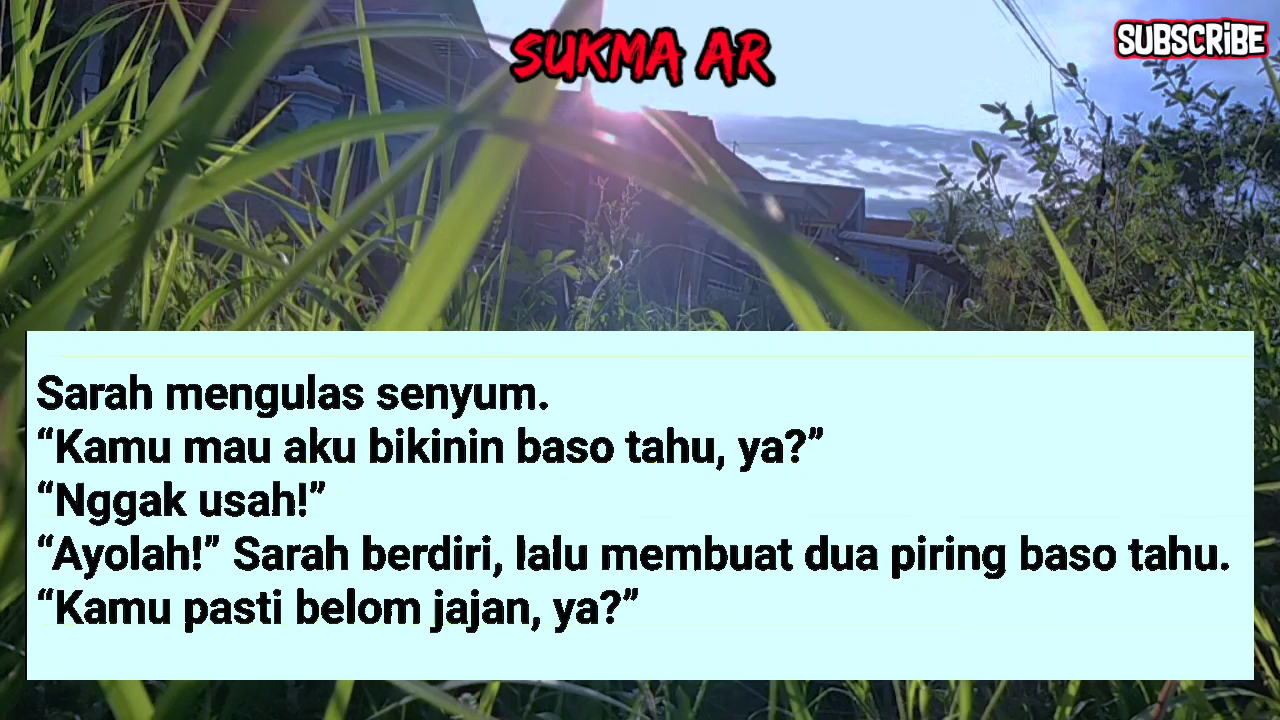 SUKMA AR
SUBSCRiBE
Sarah mengulas senyum.
“Kamu mau aku bikinin baso tahu, ya?”
“Nggak usah!”
“Ayolah!” Sarah berdiri, lalu membuat dua piring baso tahu.
“Kamu pasti belom jajan, ya?”